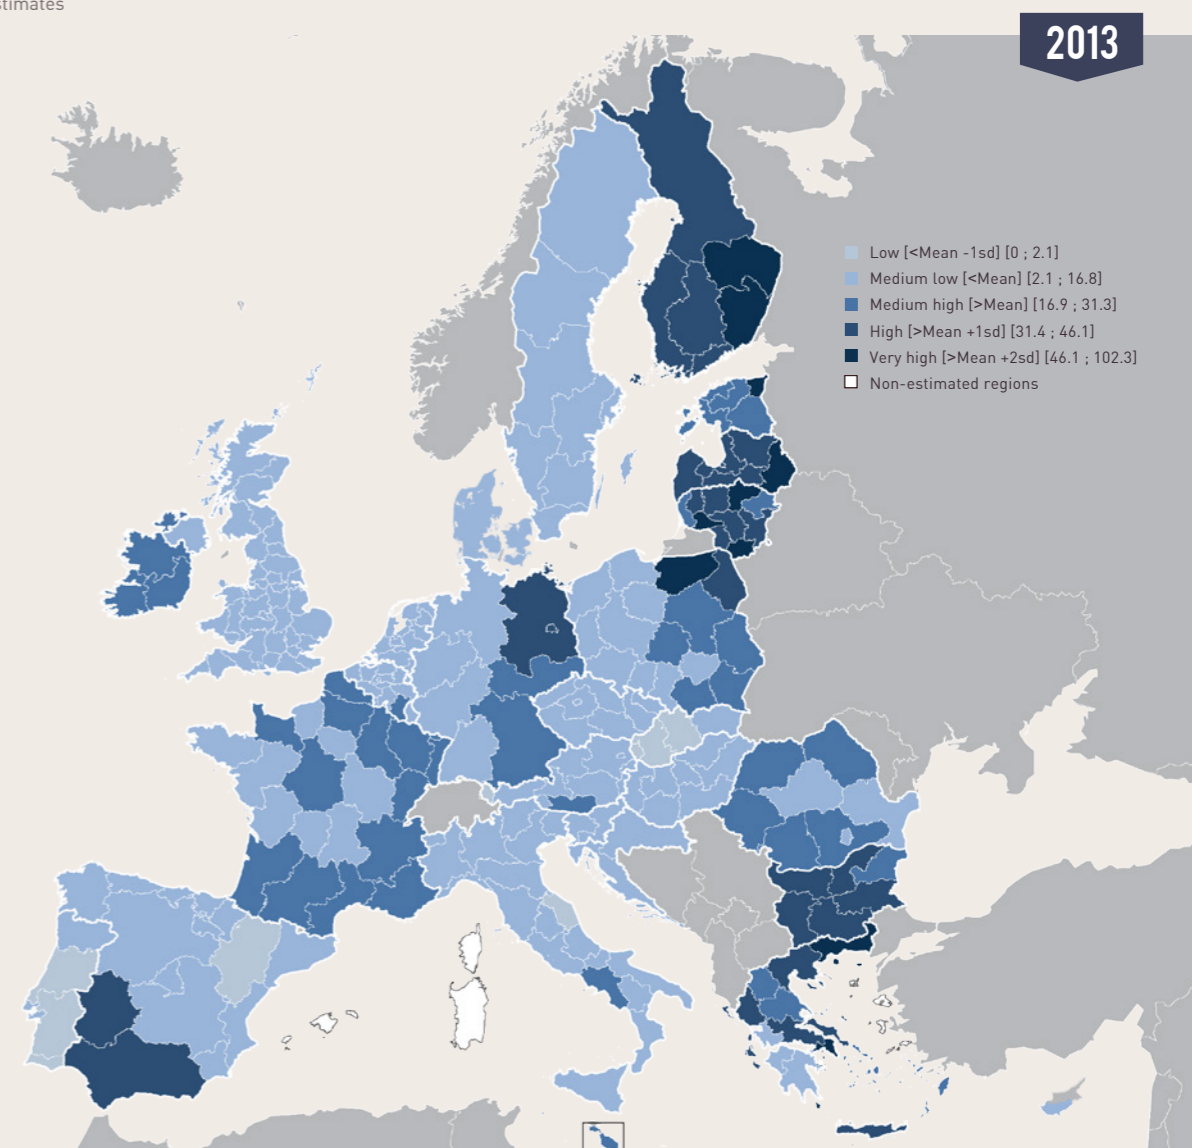 2013
Low [<Mean -1sd] [0 ; 2.1]
Medium low [<Mean] [2.1 ; 16.8]
Medium high [>Mean] [16.9 ; 31.3]
High [>Mean +1sd] [31.4 ; 46.1]
Very high [>Mean +2sd] [46.1 ; 102.3]
Non-estimated regions